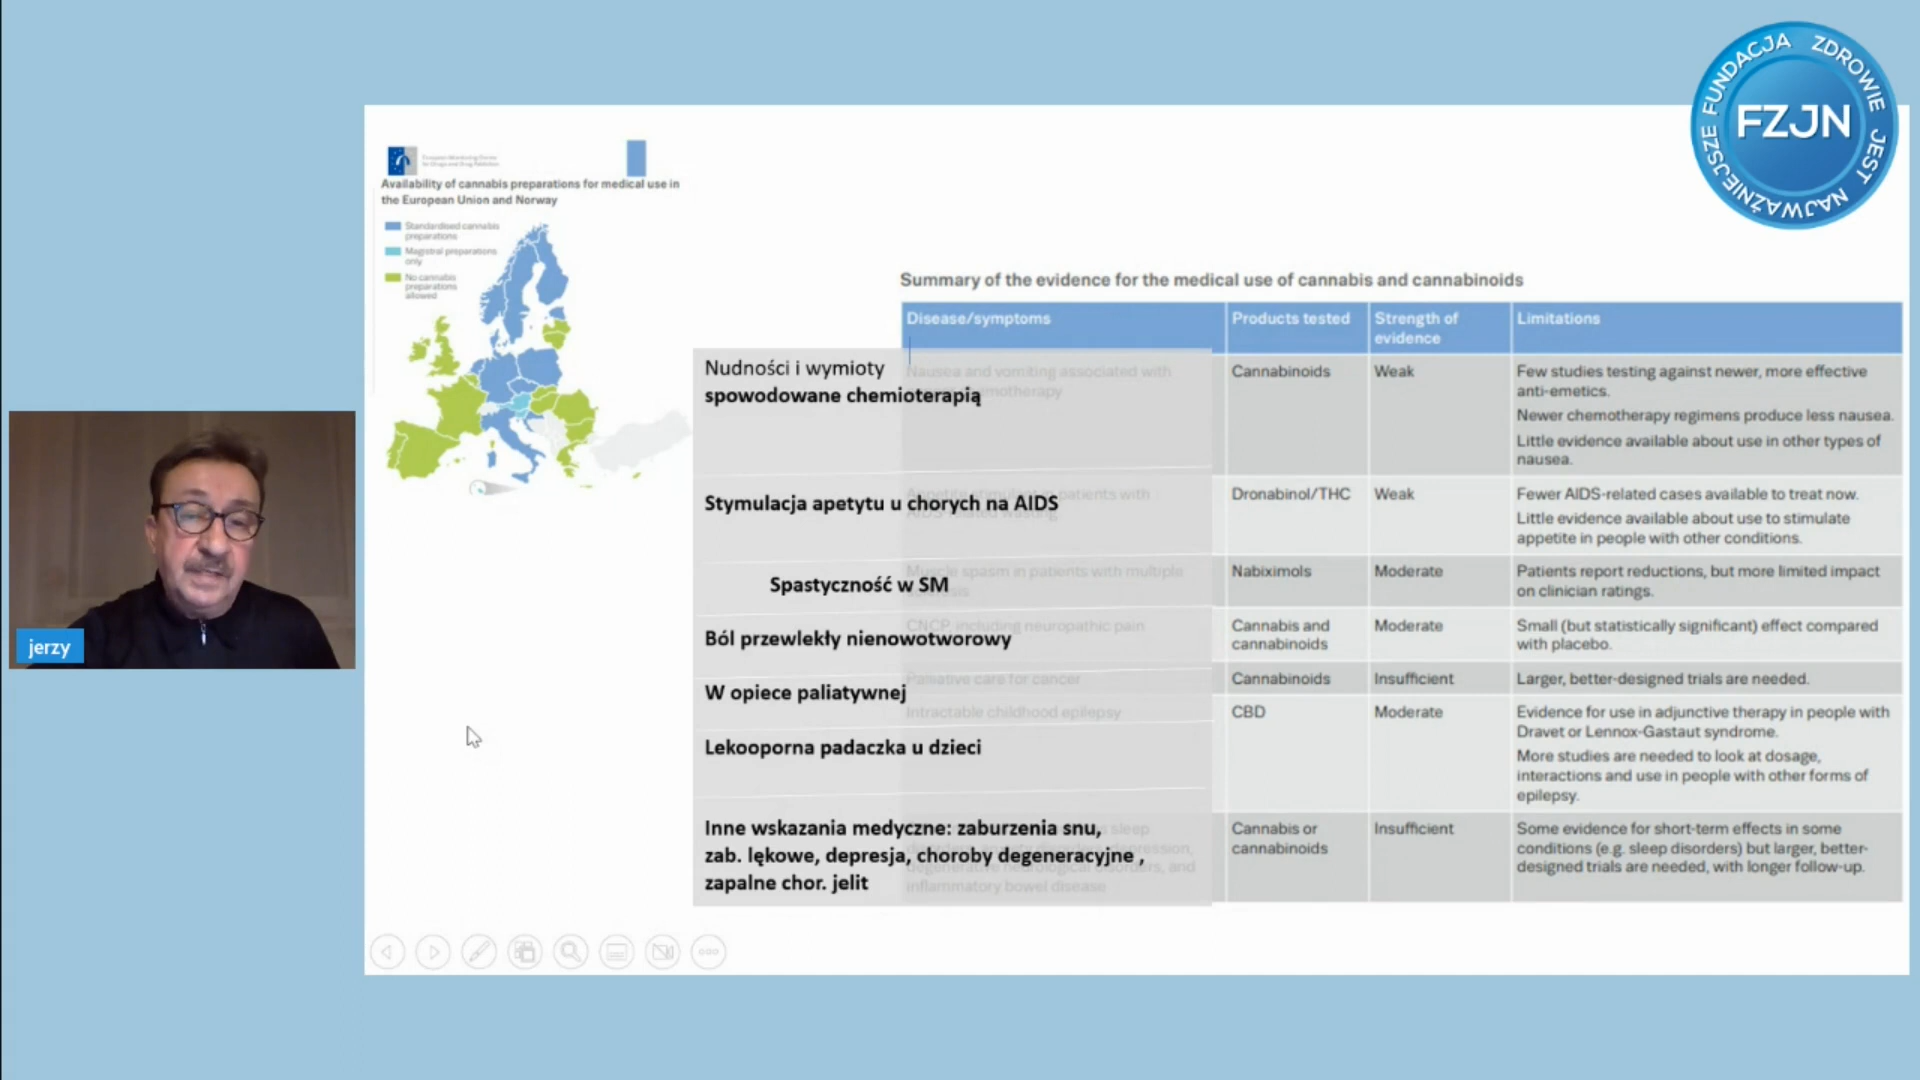 FUNDACJA ZDROWIE JEST NAJWAŻNIEJSZE
FZJN
European Monitoring Centre
for Drugs and Drug Addiction
Availability of cannabis preparations for medical use in
the European Union and Norway
Standardised cannabis
preparations
Magistral preparations
only
No cannabis
preparations
allowed
jerzy
Summary of the evidence for the medical use of cannabis and cannabinoids
Disease/symptoms
Products tested
Strength of
evidence
Limitations
Nudności i wymioty
spowodowane chemioterapią
Nausea and vomiting associated with
chemotherapy
Cannabinoids
Weak
Few studies testing against newer, more effective
anti-emetics.
Newer chemotherapy regimens produce less nausea.
Little evidence available about use in other types of
nausea.
Stymulacja apetytu u chorych na AIDS
Appetite stimulant in patients with
AIDS-related wasting
Dronabinol/THC
Weak
Fewer AIDS-related cases available to treat now.
Little evidence available about use to stimulate
appetite in people with other conditions.
Spastyczność w SM
Muscle spasm in patients with multiple
Nabiximols
Moderate
Patients report reductions, but more limited impact
on clinician ratings.
Ból przewlekły nienowotworowy
CNCP including neuropathic pain
Cannabis and
cannabinoids
Moderate
Small (but statistically significant) effect compared
with placebo.
W opiece paliatywnej
Palliative care for cancer
Cannabinoids
Insufficient
Larger, better-designed trials are needed.
Lekooporna padaczka u dzieci
Intractable childhood epilepsy
CBD
Moderate
Evidence for use in adjunctive therapy in people with
Dravet or Lennox-Gastaut syndrome.
More studies are needed to look at dosage,
interactions and use in people with other forms of
epilepsy.
Inne wskazania medyczne: zaburzenia snu,
zab. lękowe, depresja, choroby degeneracyjne ,
zapalne chor. jelit
sleep
depression,
degenerative neurological disorders, and
inflammatory bowel disease
Cannabis or
cannabinoids
Insufficient
Some evidence for short-term effects in some
conditions (e.g. sleep disorders) but larger, better-
designed trials are needed, with longer follow-up.